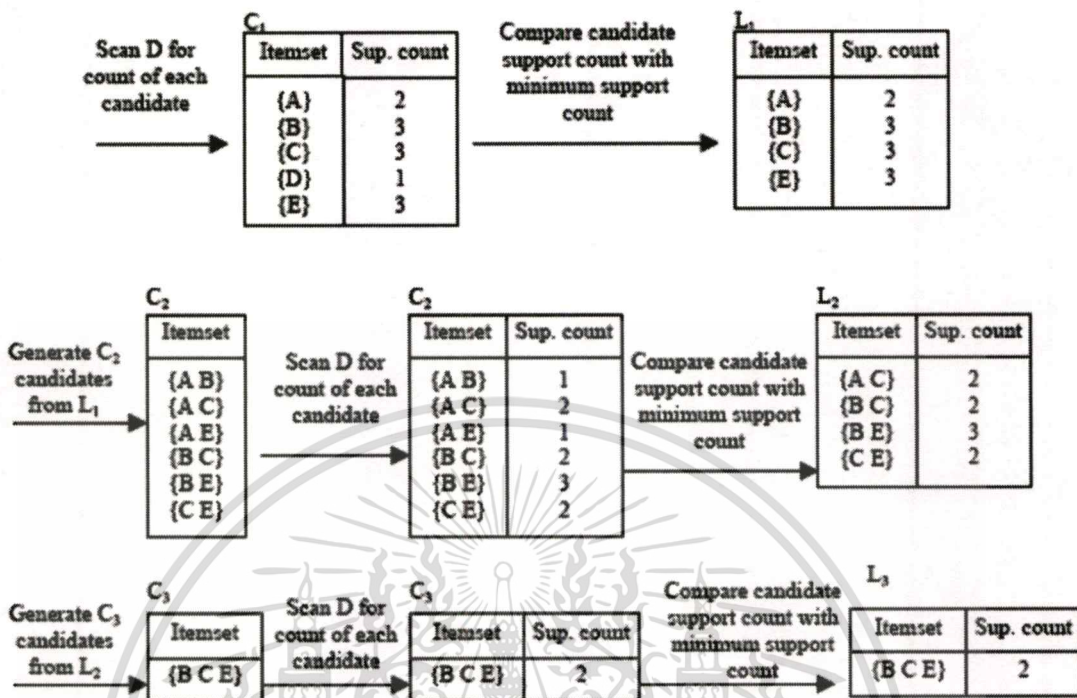 Scan D for
count of each
candidate
C₁
Itemset Sup. count
{A} 2
{B} 3
{C} 3
{D} 1
{E} 3
Compare candidate
support count with
minimum support
count
L₁
Itemset Sup. count
{A} 2
{B} 3
{C} 3
{E} 3
Generate C₂
candidates
from L₁
C₂
Itemset
{A B}
{A C}
{A E}
{B C}
{B E}
{C E}
Scan D for
count of each
candidate
C₂
Itemset Sup. count
{A B} 1
{A C} 2
{A E} 1
{B C} 2
{B E} 3
{C E} 2
Compare candidate
support count with
minimum support
count
L₂
Itemset Sup. count
{A C} 2
{B C} 2
{B E} 3
{C E} 2
Generate C₃
candidates
from L₂
C₃
Itemset
{B C E}
Scan D for
count of each
candidate
C₃
Itemset Sup. count
{B C E} 2
Compare candidate
support count with
minimum support
count
L₃
Itemset Sup. count
{B C E} 2